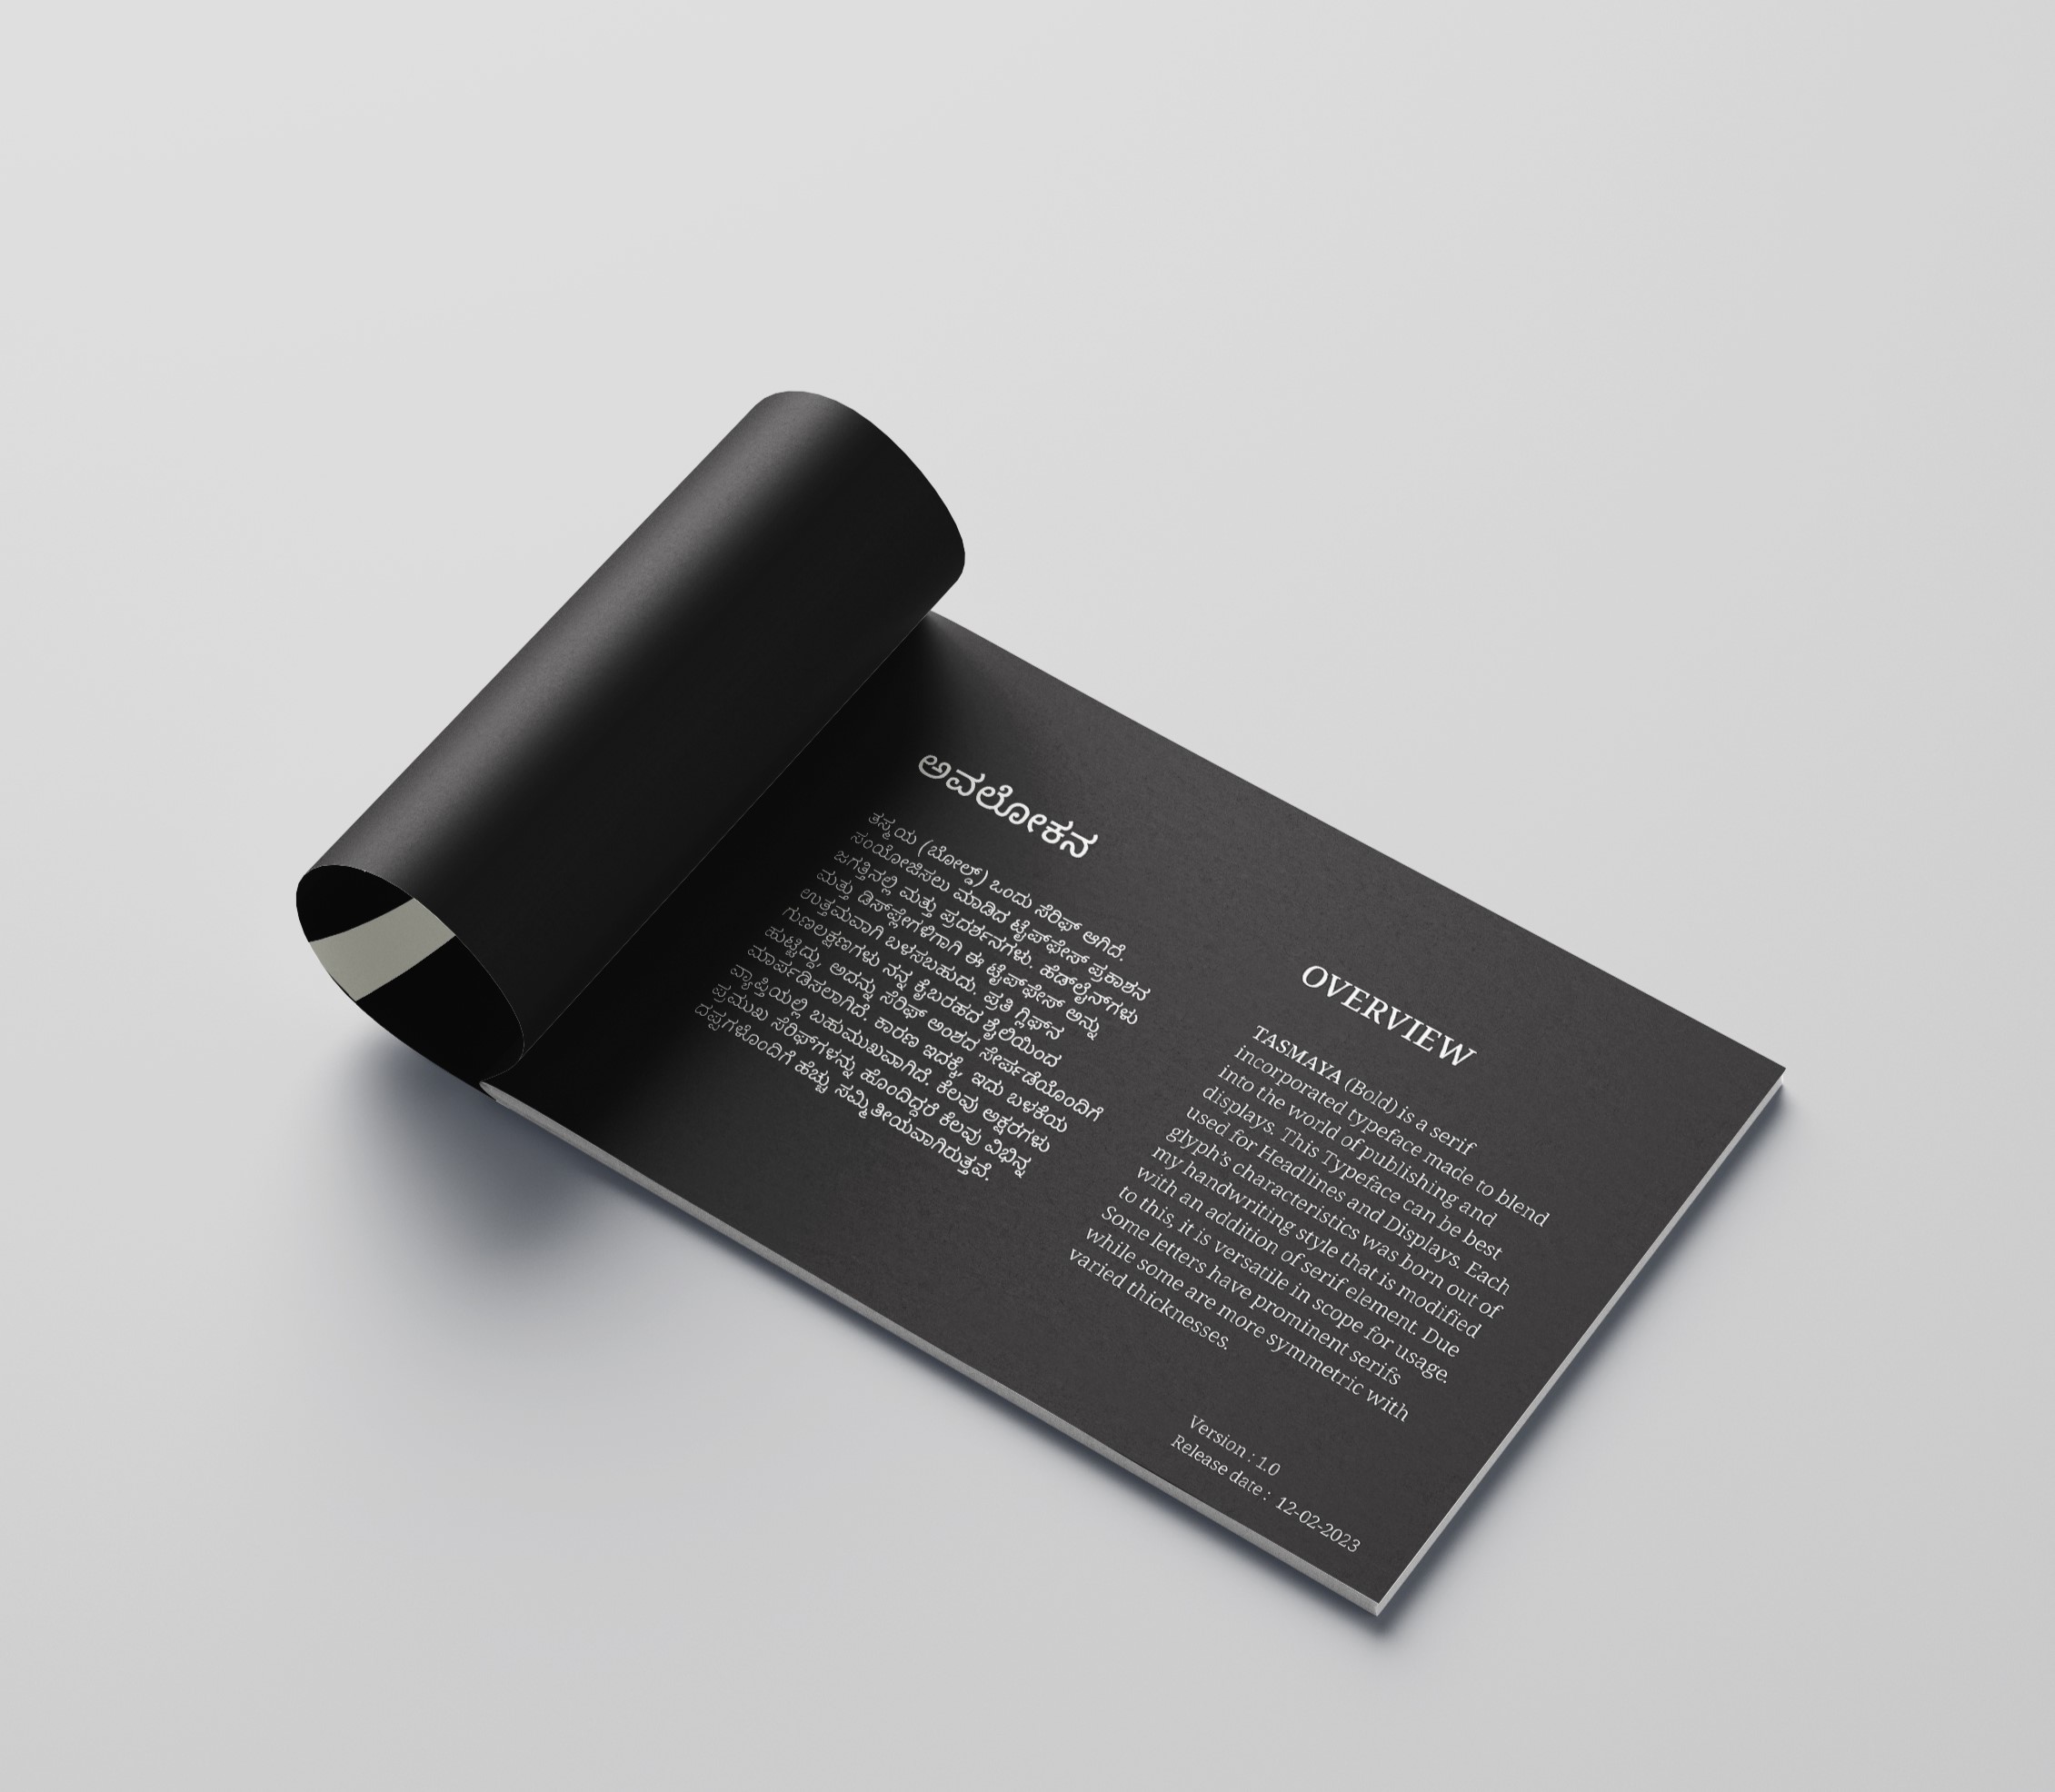 ಅವಲೋಕನ
ತಸ್ಮಯ (ಬೋಲ್ಡ್) ಒಂದು ಸೆರಿಫ್ ಆಗಿದೆ.
ಸಂಯೋಜಿಸಲು ಮಾಡಿದ ಟೈಪ್‌ಫೇಸ್ ಪ್ರಕಾಶನ
ಜಗತ್ತಿನಲ್ಲಿ ಮತ್ತು ಪ್ರದರ್ಶನಗಳು. ಹೆಡ್‌ಲೈನ್‌ಗಳು
ಮತ್ತು ಡಿಸ್‌ಪ್ಲೇಗಳಿಗಾಗಿ ಈ ಟೈಪ್‌ಫೇಸ್ ಅನ್ನು
ಉತ್ತಮವಾಗಿ ಬಳಸಬಹುದು. ಪ್ರತಿ ಗ್ಲಿಫ್‌ನ
ಗುಣಲಕ್ಷಣಗಳು ನನ್ನ ಕೈಬರಹದ ಶೈಲಿಯಿಂದ
ಹುಟ್ಟಿದ್ದು, ಅದನ್ನು ಸೆರಿಫ್ ಅಂಶದ ಸೇರ್ಪಡೆಯೊಂದಿಗೆ
ಮಾರ್ಪಡಿಸಲಾಗಿದೆ. ಕಾರಣ ಇದಕ್ಕೆ, ಇದು ಬಳಕೆಯ
ವ್ಯಾಪ್ತಿಯಲ್ಲಿ ಬಹುಮುಖವಾಗಿದೆ. ಕೆಲವು ಅಕ್ಷರಗಳು
ಪ್ರಮುಖ ಸೆರಿಫ್‌ಗಳನ್ನು ಹೊಂದಿದ್ದರೆ ಕೆಲವು ವಿಭಿನ್ನ
ದಪ್ಪಗಳೊಂದಿಗೆ ಹೆಚ್ಚು ಸಮ್ಮಿತೀಯವಾಗಿರುತ್ತವೆ.
OVERVIEW
TASMAYA (Bold) is a serif
incorporated typeface made to blend
into the world of publishing and
displays. This Typeface can be best
used for Headlines and Displays. Each
glyph's characteristics was born out of
my handwriting style that is modified
with an addition of serif element. Due
to this, it is versatile in scope for usage.
Some letters have prominent serifs
while some are more symmetric with
varied thicknesses.
Version : 1.0
Release date : 12-02-2023